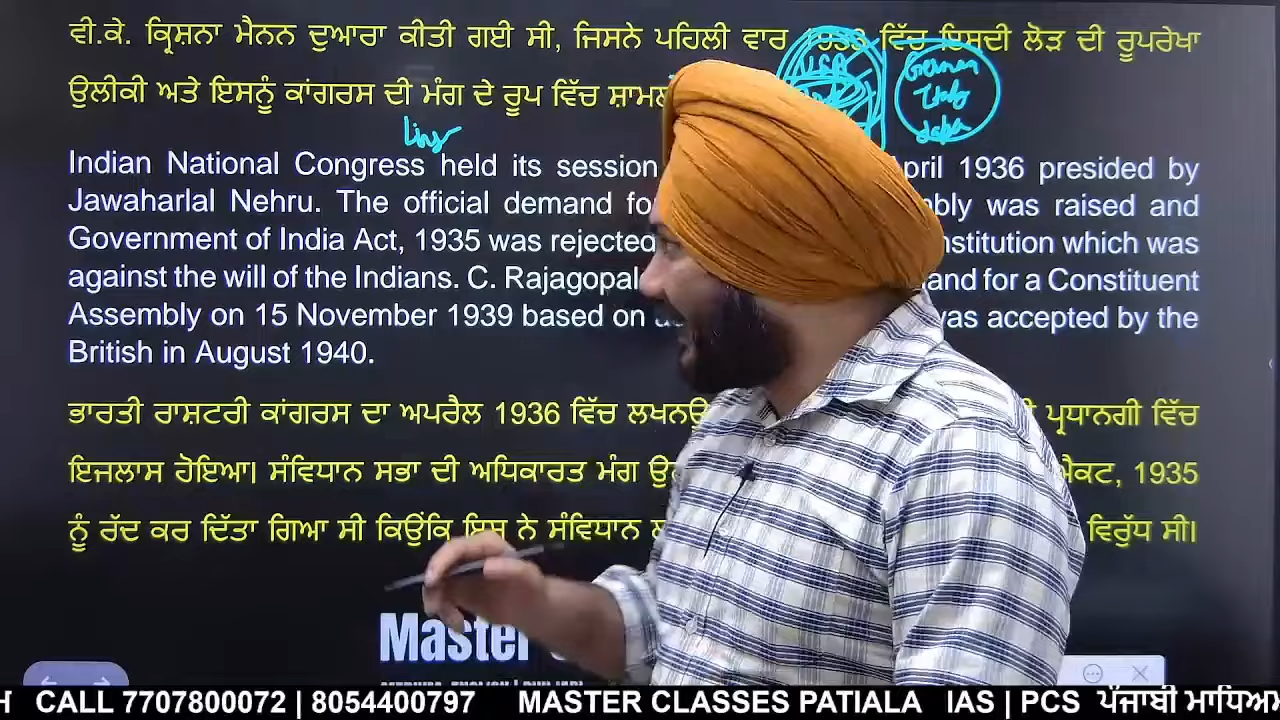 ਵੀ.ਕੇ. ਕ੍ਰਿਸ਼ਨਾ ਮੈਨਨ ਦੁਆਰਾ ਕੀਤੀ ਗਈ ਸੀ, ਜਿਸਨੇ ਪਹਿਲੀ ਵਾਰ ਵਿੱਚ ਇਸਦੀ ਲੋੜ ਦੀ ਰੂਪਰੇਖਾ
ਉਲੀਕੀ ਅਤੇ ਇਸਨੂੰ ਕਾਂਗਰਸ ਦੀ ਮੰਗ ਦੇ ਰੂਪ ਵਿੱਚ
Indian National Congress held its session pril 1936 presided by
Jawaharlal Nehru. The official demand fo bly was raised and
Government of India Act, 1935 was rejected nstitution which was
against the will of the Indians. C. Rajagopal and for a Constituent
Assembly on 15 November 1939 based on was accepted by the
British in August 1940.
ਭਾਰਤੀ ਰਾਸ਼ਟਰੀ ਕਾਂਗਰਸ ਦਾ ਅਪਰੈਲ 1936 ਵਿੱਚ ਲਖਨਊ ਪ੍ਰਧਾਨਗੀ ਵਿੱਚ
ਇਜਲਾਸ ਹੋਇਆ। ਸੰਵਿਧਾਨ ਸਭਾ ਦੀ ਅਧਿਕਾਰਤ ਮੰਗ ਐਕਟ, 1935
ਨੂੰ ਰੱਦ ਕਰ ਦਿੱਤਾ ਗਿਆ ਸੀ ਕਿਉਂਕਿ ਇਸ ਨੇ ਸੰਵਿਧਾਨ ਵਿਰੁੱਧ ਸੀ।
Master
H CALL 7707800072 | 8054400797 MASTER CLASSES PATIALA IAS | PCS ਪੰਜਾਬੀ